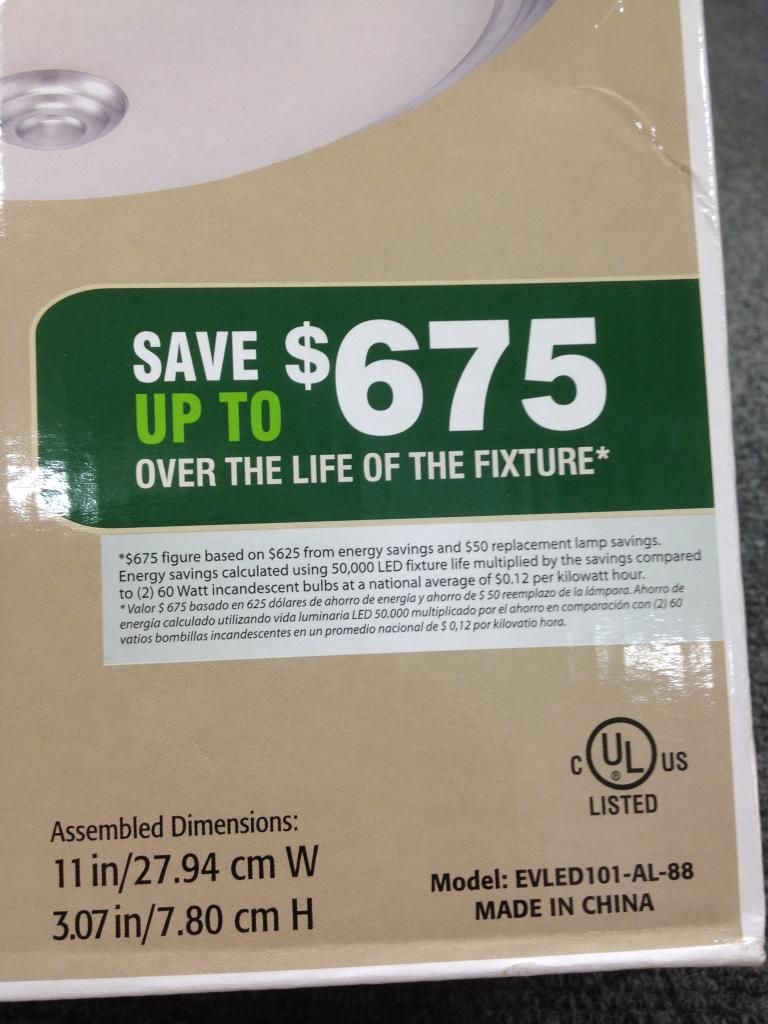 SAVE $675
UP TO
OVER THE LIFE OF THE FIXTURE*
*$675 figure based on $625 from energy savings and $50 replacement lamp savings.
Energy savings calculated using 50,000 LED fixture life multiplied by the savings compared
to (2) 60 Watt incandescent bulbs at a national average of $0.12 per kilowatt hour.
*Valor $ 675 basado en 625 dólares de ahorro de energía y ahorro de $ 50 reemplazo de la lámpara. Ahorro de
energía calculado utilizando vida luminaria LED 50.000 multiplicado por el ahorro en comparación con (2) 60
vatios bombillas incandescentes en un promedio nacional de $ 0,12 por kilovatio hora.
C UL® US
LISTED
Assembled Dimensions:
11 in/27.94 cm W
3.07 in/7.80 cm H
Model: EVLED101-AL-88
MADE IN CHINA